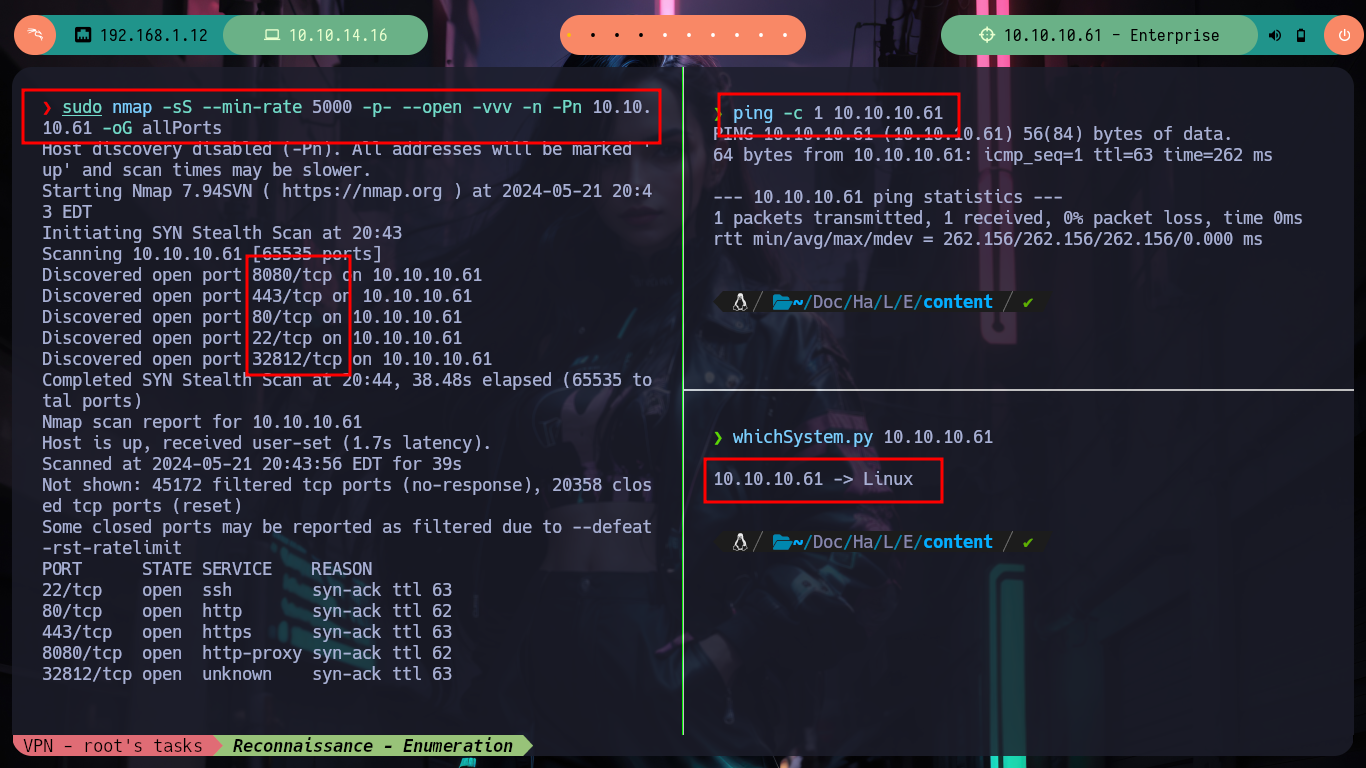 192.168.1.12
10.10.14.16
10.10.10.61 - Enterprise
❯ sudo nmap -sS --min-rate 5000 -p- --open -vvv -n -Pn 10.10.
10.61 -oG allPorts
Host discovery disabled (-Pn). All addresses will be marked '
up' and scan times may be slower.
Starting Nmap 7.94SVN ( https://nmap.org ) at 2024-05-21 20:4
3 EDT
Initiating SYN Stealth Scan at 20:43
Scanning 10.10.10.61 [65535 ports]
Discovered open port 8080/tcp on 10.10.10.61
Discovered open port 443/tcp on 10.10.10.61
Discovered open port 80/tcp on 10.10.10.61
Discovered open port 22/tcp on 10.10.10.61
Discovered open port 32812/tcp on 10.10.10.61
Completed SYN Stealth Scan at 20:44, 38.48s elapsed (65535 to
tal ports)
Nmap scan report for 10.10.10.61
Host is up, received user-set (1.7s latency).
Scanned at 2024-05-21 20:43:56 EDT for 39s
Not shown: 45172 filtered tcp ports (no-response), 20358 clos
ed tcp ports (reset)
Some closed ports may be reported as filtered due to --defeat
-rst-ratelimit
PORT STATE SERVICE REASON
22/tcp open ssh syn-ack ttl 63
80/tcp open http syn-ack ttl 62
443/tcp open https syn-ack ttl 63
8080/tcp open http-proxy syn-ack ttl 62
32812/tcp open unknown syn-ack ttl 63
❯ ping -c 1 10.10.10.61
PING 10.10.10.61 (10.10.10.61) 56(84) bytes of data.
64 bytes from 10.10.10.61: icmp_seq=1 ttl=63 time=262 ms
--- 10.10.10.61 ping statistics ---
1 packets transmitted, 1 received, 0% packet loss, time 0ms
rtt min/avg/max/mdev = 262.156/262.156/262.156/0.000 ms
/ ~/Doc/Ha/L/E/content / ✔
❯ whichSystem.py 10.10.10.61
10.10.10.61 -> Linux
/ ~/Doc/Ha/L/E/content / ✔
VPN - root's tasks
Reconnaissance - Enumeration